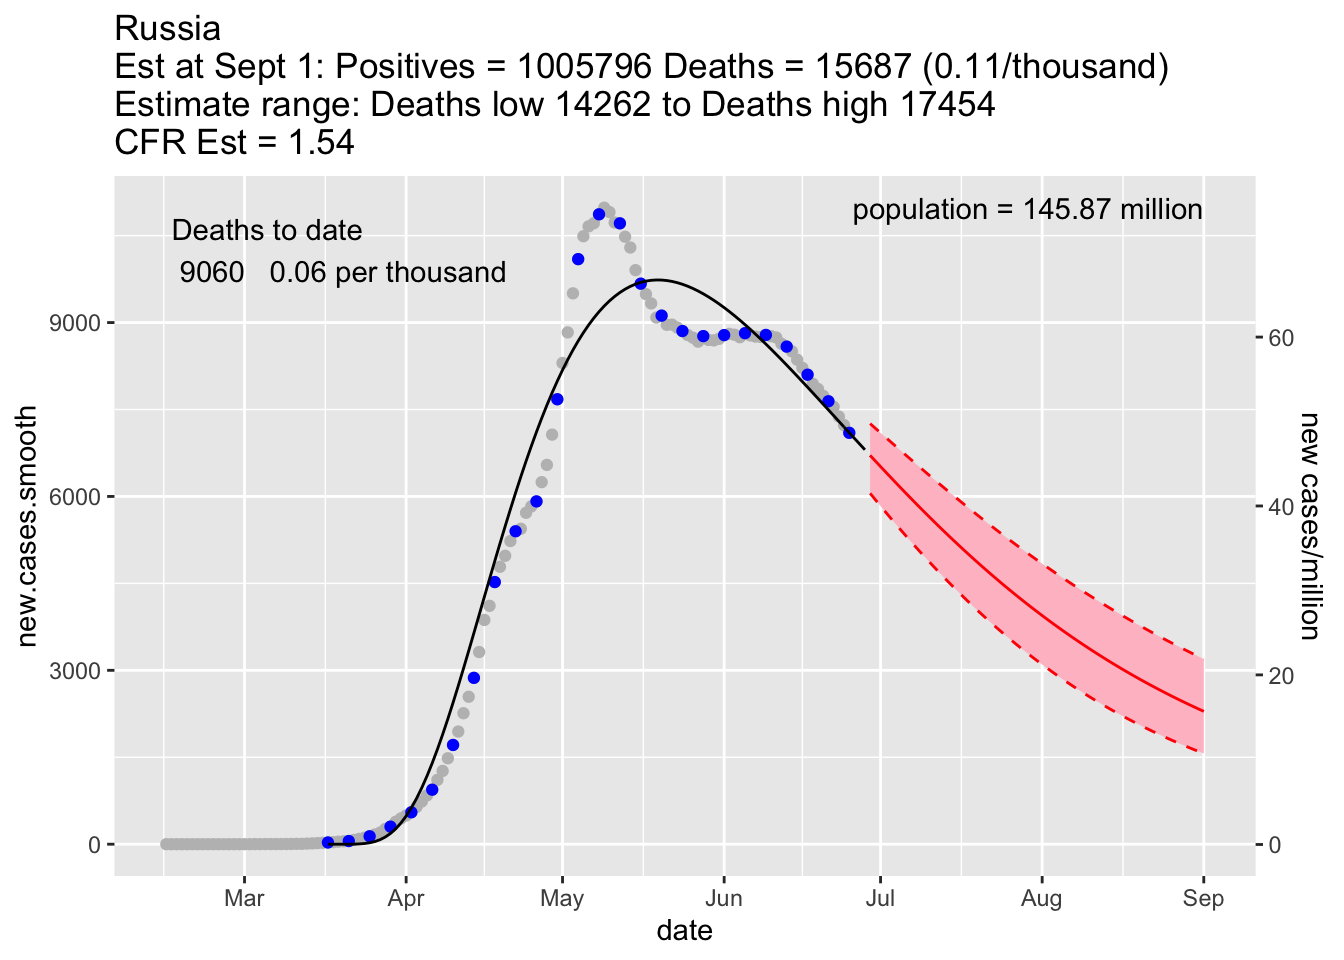 Russia
Est at Sept 1: Positives = 1005796 Deaths = 15687 (0.11/thousand)
Estimate range: Deaths low 14262 to Deaths high 17454
CFR Est = 1.54
Deaths to date
9060 0.06 per thousand
population = 145.87 million
new.cases.smooth
9000
6000
3000
0
60
40
20
0
new cases/million
Mar Apr May Jun Jul Aug Sep
date